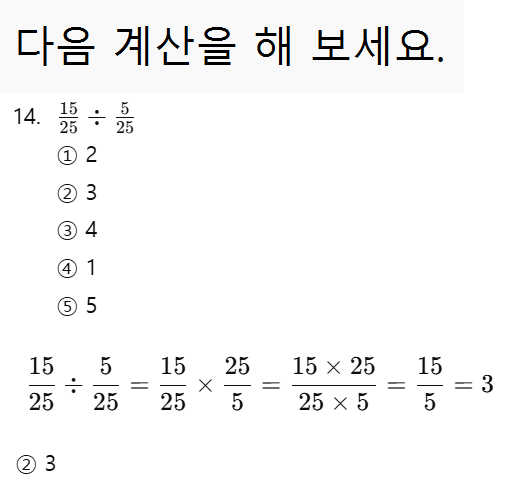 다음 계산을 해 보세요.
14. 15/25 ÷ 5/25
① 2
② 3
③ 4
④ 1
⑤ 5
15/25 ÷ 5/25 = 15/25 × 25/5 = (15 × 25)/(25 × 5) = 15/5 = 3
② 3